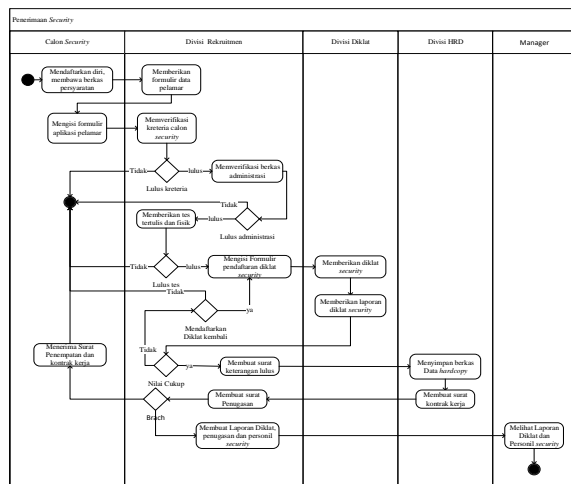 Penerimaan Security
Calon Security
Divisi Rekruitmen
Divisi Diklat
Divisi HRD
Manager
Mendaftarkan diri,
membawa berkas
persyaratan
Memberikan
formulir data
pelamar
Mengisi formulir
aplikasi pelamar
Memverifikasi
kreteria calon
security
Tidak
lulus
Lulus kreteria
Memverifikasi berkas
administrasi
Tidak
lulus
Lulus administrasi
Memberikan tes
tertulis dan fisik
Tidak
lulus
Lulus tes
Mengisi Formulir
pendaftaran diklat
security
Memberikan diklat
security
Memberikan laporan
diklat security
Tidak
ya
Mendaftarkan
Diklat kembali
Tidak
ya
Nilai Cukup
Membuat surat
keterangan lulus
Menyimpan berkas
Data hardcopy
Membuat surat
kontrak kerja
Membuat surat
Penugasan
Menerima Surat
Penempatan dan
kontrak kerja
Brach
Membuat Laporan Diklat,
penugasan dan personil
security
Melihat Laporan
Diklat dan
Personil security